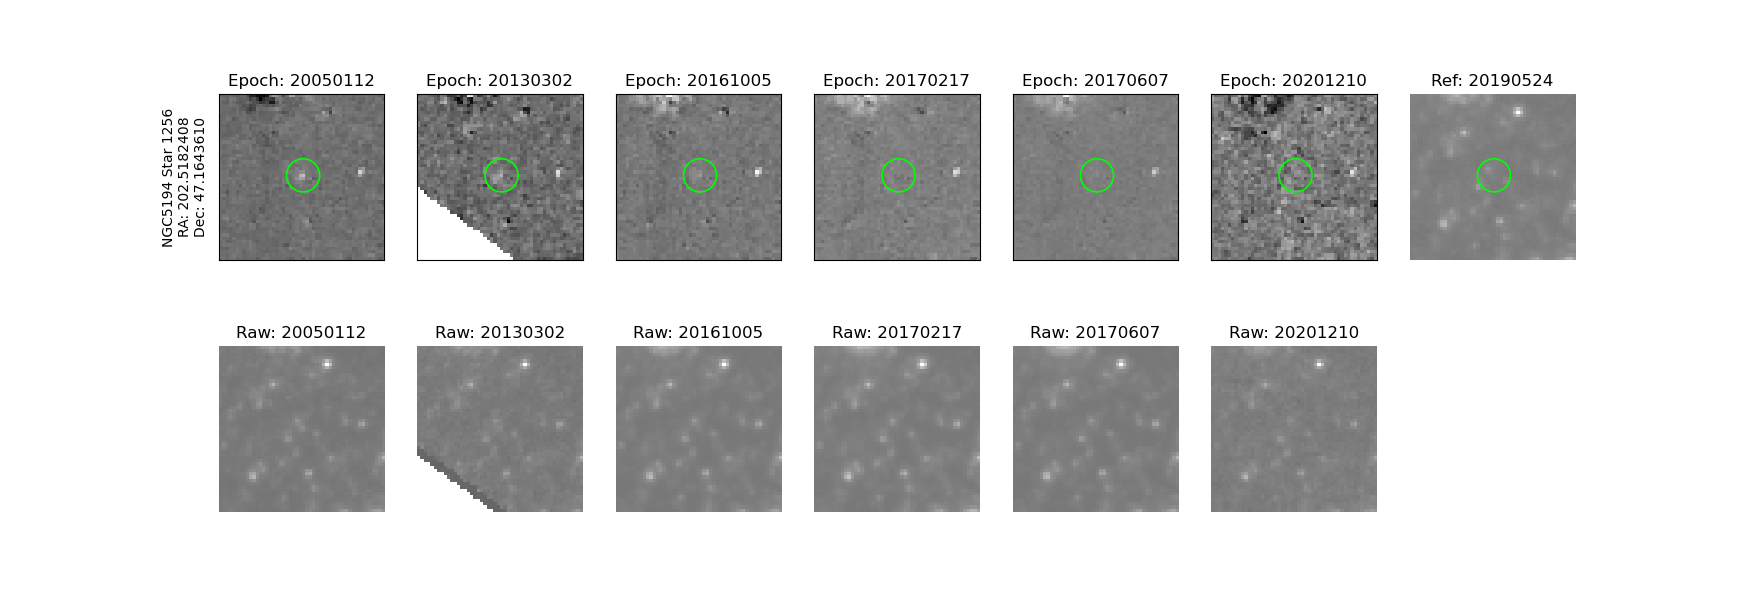 NGC5194 Star 1256
RA: 202.5182408
Dec: 47.1643610
Epoch: 20050112
Epoch: 20130302
Epoch: 20161005
Epoch: 20170217
Epoch: 20170607
Epoch: 20201210
Ref: 20190524
Raw: 20050112
Raw: 20130302
Raw: 20161005
Raw: 20170217
Raw: 20170607
Raw: 20201210